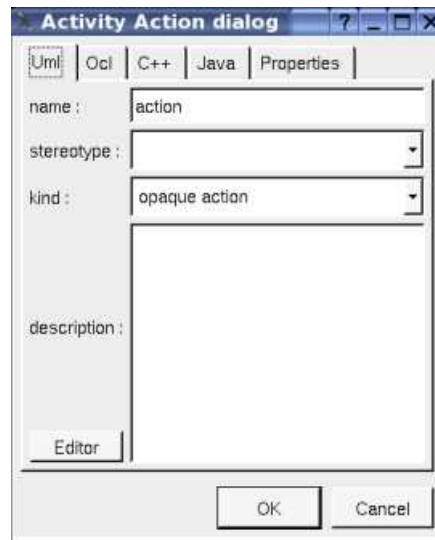 Activity Action dialog ? _ X
Uml Ocl C++ Java Properties
name : action
stereotype :
kind : opaque action
description :
Editor
OK Cancel